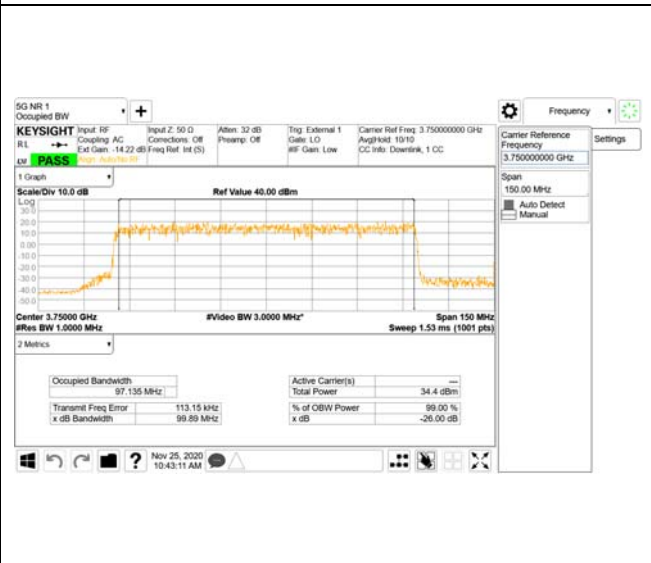 5G NR 1
Occupied BW
Frequency
KEYSIGHT
Input: RF
Coupling: AC
Ext Gain: -14.22 dB
Align: Auto/No RF
Input Z: 50 Ω
Corrections: Off
Freq Ref: Int (S)
Atten: 32 dB
Preamp: Off
Trig: External 1
Gate: LO
#IF Gain: Low
Carrier Ref Freq: 3.750000000 GHz
Avg|Hold: 10/10
CC Info: Downlink, 1 CC
RL
PASS
Carrier Reference
Frequency
3.750000000 GHz
Settings
Span
150.00 MHz
Auto Detect
Manual
1 Graph
Scale/Div 10.0 dB
Ref Value 40.00 dBm
Log
30.0
20.0
10.0
0.00
-10.0
-20.0
-30.0
-40.0
-50.0
Center 3.75000 GHz
#Video BW 3.0000 MHz*
Span 150 MHz
#Res BW 1.0000 MHz
Sweep 1.53 ms (1001 pts)
2 Metrics
Occupied Bandwidth
97.135 MHz
Transmit Freq Error 113.15 kHz
x dB Bandwidth 99.89 MHz
Active Carrier(s) ---
Total Power 34.4 dBm
% of OBW Power 99.00 %
x dB -26.00 dB
Nov 25, 2020
10:43:11 AM